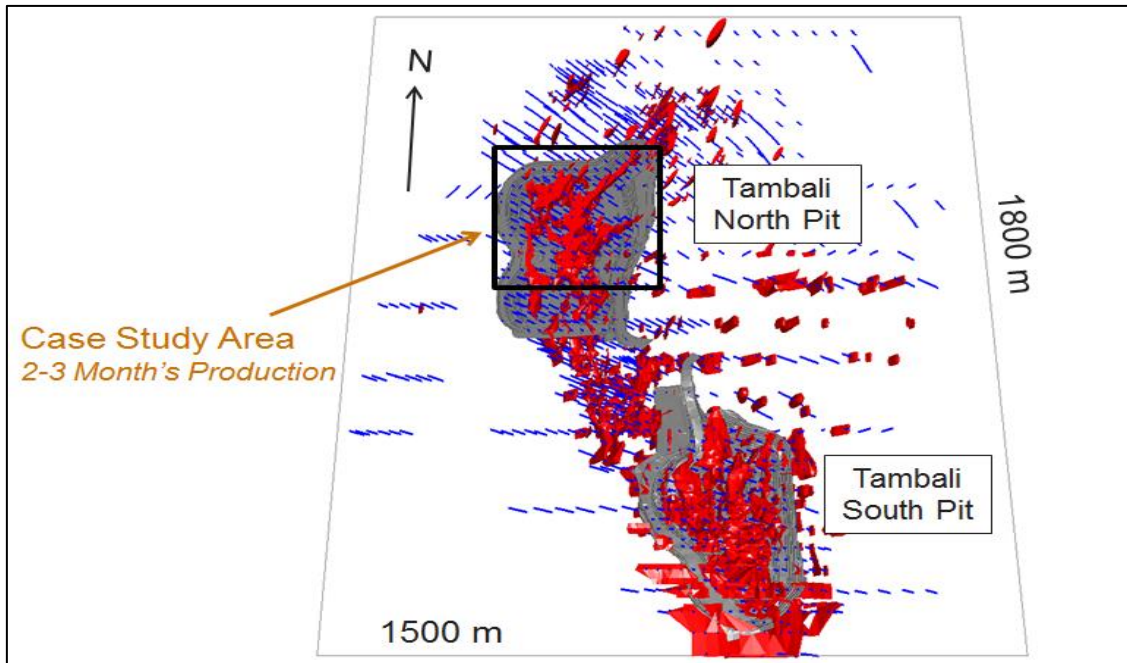 N
Tambali
North Pit
1800 m
Case Study Area
2-3 Month's Production
Tambali
South Pit
1500 m